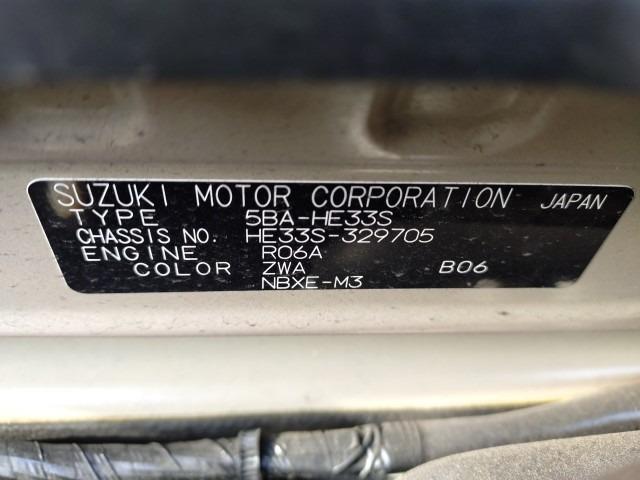 SUZUKI MOTOR CORPORATION JAPAN
TYPE 5BA-HE33S
CHASSIS NO. HE33S-329705
ENGINE R06A
COLOR ZWA B06
NBXE-M3